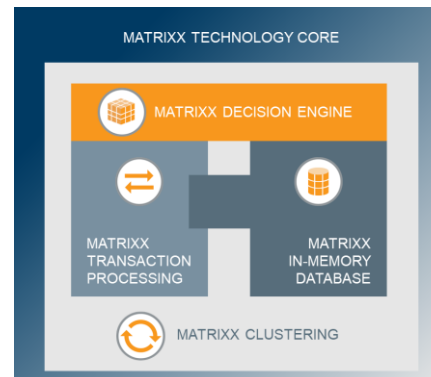 MATRIXX TECHNOLOGY CORE
MATRIXX DECISION ENGINE
MATRIXX
TRANSACTION
PROCESSING
MATRIXX
IN-MEMORY
DATABASE
MATRIXX CLUSTERING